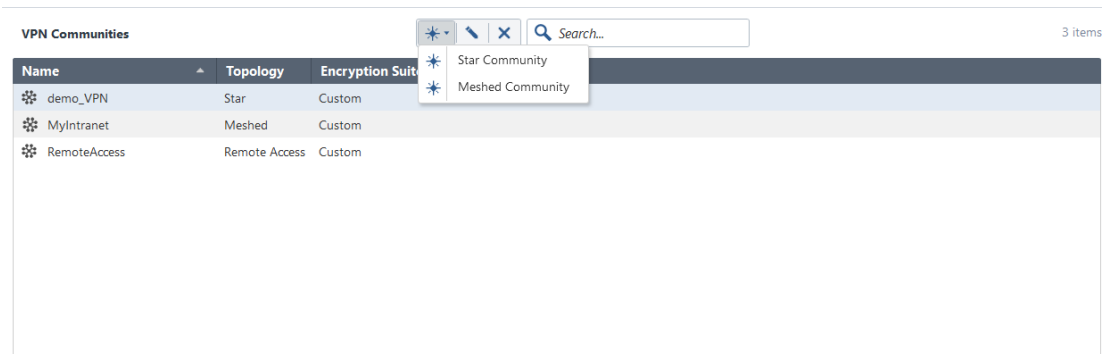 VPN Communities Search... 3 items
Star Community
Meshed Community
Name Topology Encryption Suit
demo_VPN Star Custom
MyIntranet Meshed Custom
RemoteAccess Remote Access Custom